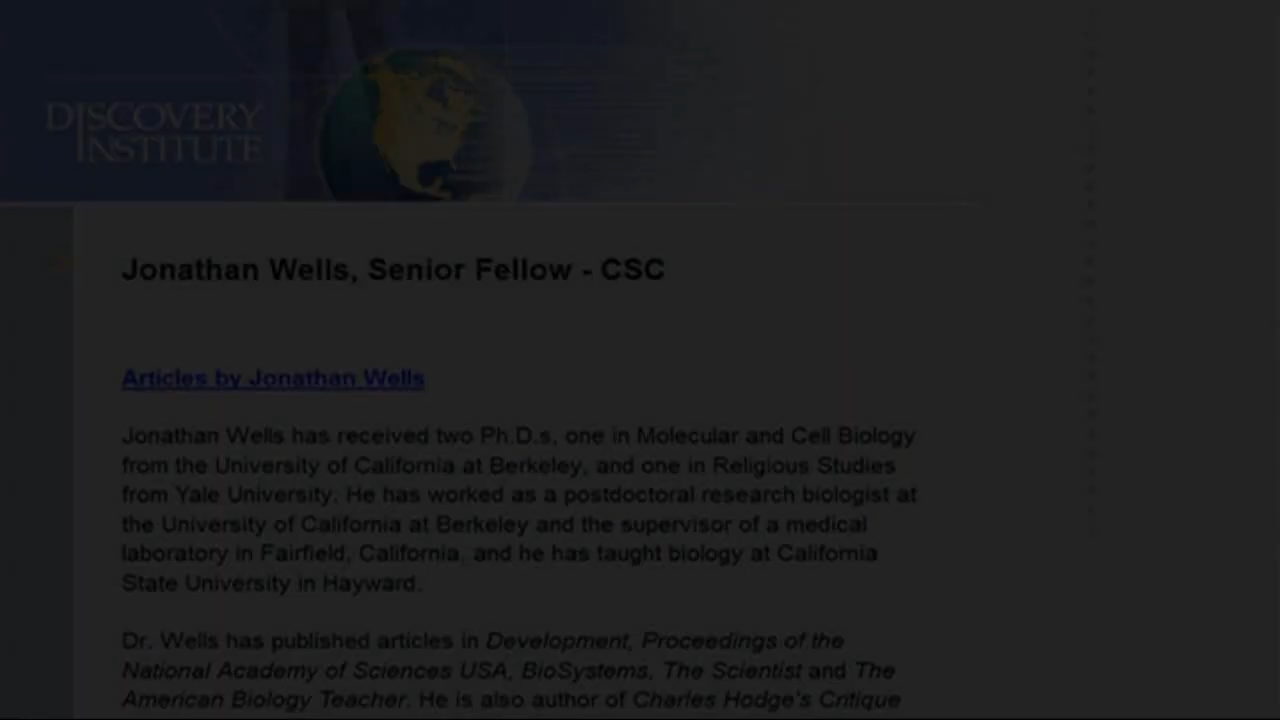 DISCOVERY
INSTITUTE
Jonathan Wells, Senior Fellow - CSC
Articles by Jonathan Wells
Jonathan Wells has received two Ph.D.s, one in Molecular and Cell Biology
from the University of California at Berkeley, and one in Religious Studies
from Yale University. He has worked as a postdoctoral research biologist at
the University of California at Berkeley and the supervisor of a medical
laboratory in Fairfield, California, and he has taught biology at California
State University in Hayward.
Dr. Wells has published articles in Development, Proceedings of the
National Academy of Sciences USA, BioSystems, The Scientist and The
American Biology Teacher. He is also author of Charles Hodge's Critique